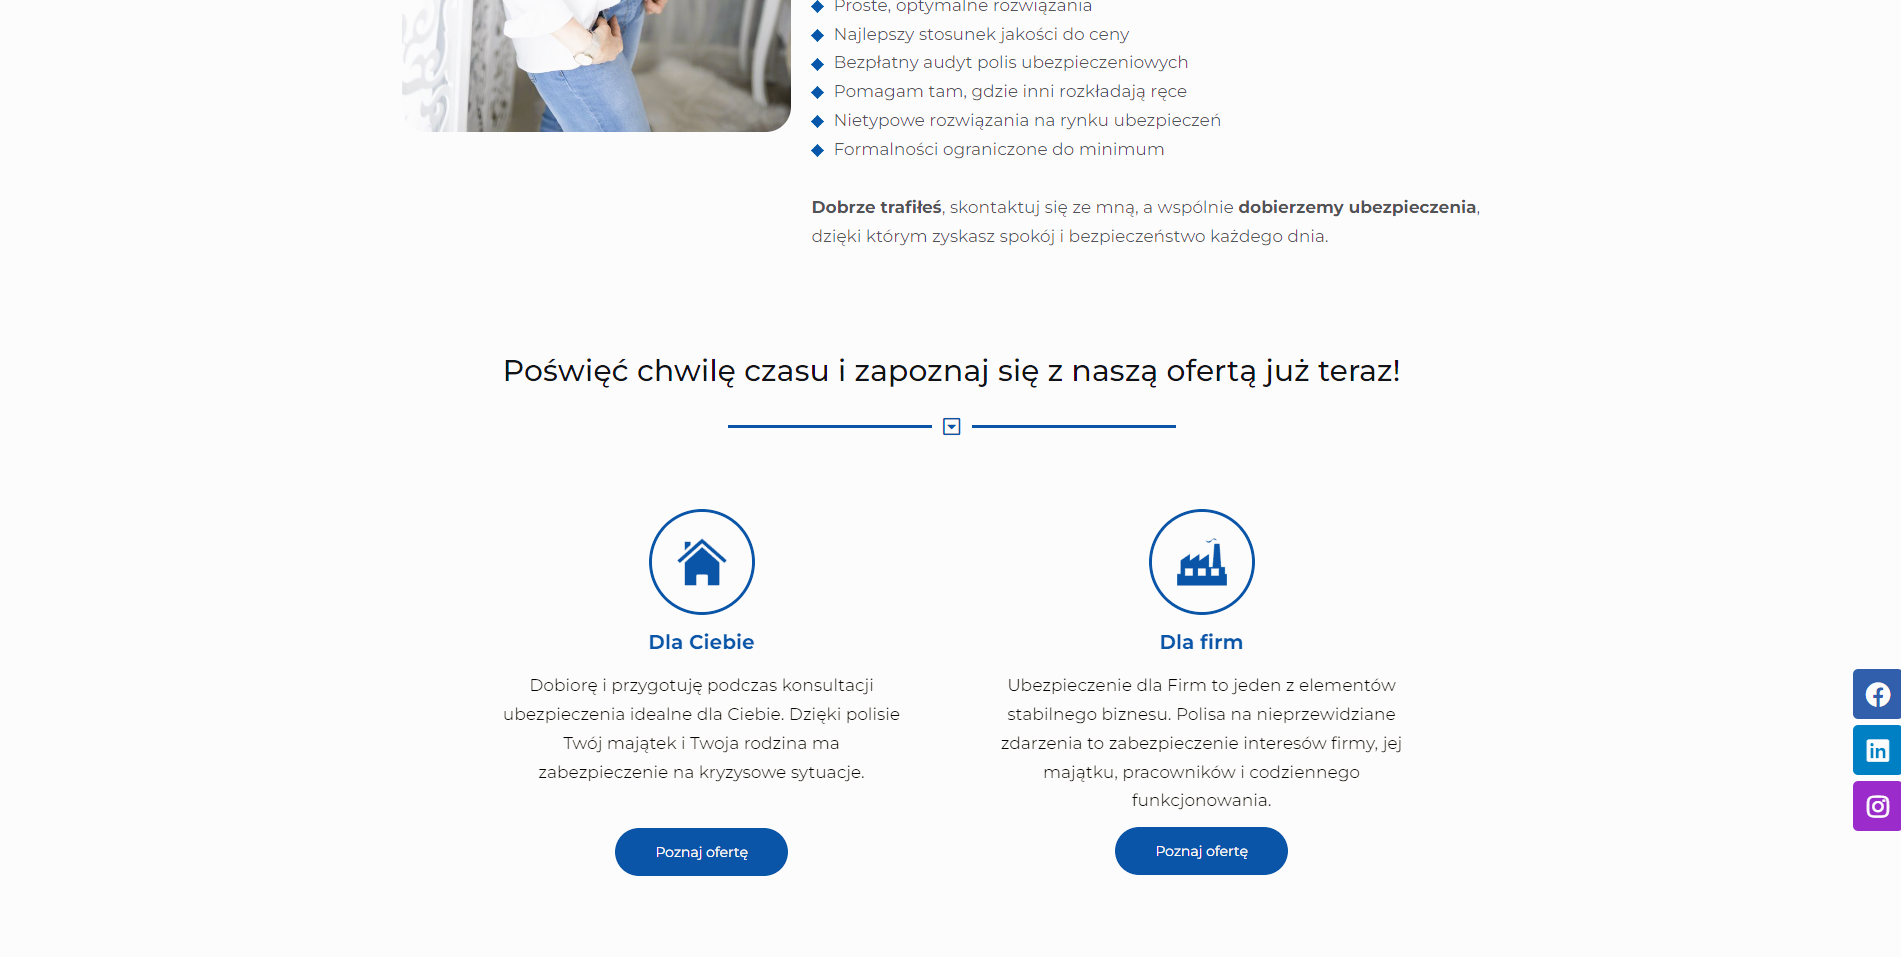 Proste, optymalne rozwiązania
Najlepszy stosunek jakości do ceny
Bezpłatny audyt polis ubezpieczeniowych
Pomagam tam, gdzie inni rozkładają ręce
Nietypowe rozwiązania na rynku ubezpieczeń
Formalności ograniczone do minimum
Dobrze trafiłeś, skontaktuj się ze mną, a wspólnie dobierzemy ubezpieczenia,
dzięki którym zyskasz spokój i bezpieczeństwo każdego dnia.
Poświęć chwilę czasu i zapoznaj się z naszą ofertą już teraz!
Dla Ciebie
Dobiorę i przygotuję podczas konsultacji
ubezpieczenia idealne dla Ciebie. Dzięki polisie
Twój majątek i Twoja rodzina ma
zabezpieczenie na kryzysowe sytuacje.
Poznaj ofertę
Dla firm
Ubezpieczenie dla Firm to jeden z elementów
stabilnego biznesu. Polisa na nieprzewidziane
zdarzenia to zabezpieczenie interesów firmy, jej
majątku, pracowników i codziennego
funkcjonowania.
Poznaj ofertę